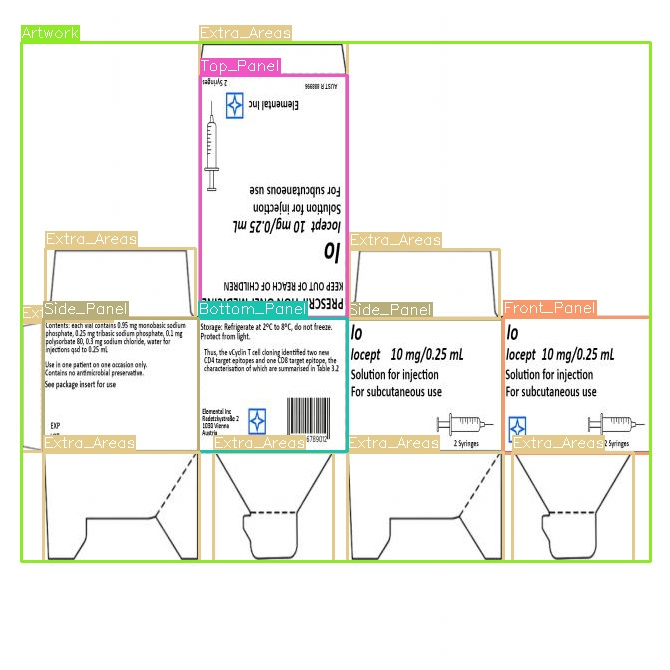 Artwork
Extra_Areas
Top_Panel
2 Syringes
AUST R 888996
Elemental Inc
For subcutaneous use
Solution for injection
Iocept 10 mg/0.25 mL
Io
KEEP OUT OF REACH OF CHILDREN
PRESCRIPTION ONLY MEDICINE
Extra_Areas
Extra_Areas
Side_Panel
Contents: each vial contains 0.95 mg monobasic sodium
phosphate, 0.25 mg tribasic sodium phosphate, 0.1 mg
polysorbate 80, 0.3 mg sodium chloride, water for
injections qsd to 0.25 mL
Use in one patient on one occasion only.
Contains no antimicrobial preservative.
See package insert for use
EXP
Extra_Areas
Bottom_Panel
Storage: Refrigerate at 2ºC to 8ºC, do not freeze.
Protect from light.
Thus, the vCyclin T cell cloning identified two new
CD4 target epitopes and one CD8 target epitope, the
characterisation of which are summarised in Table 3.2
Elemental Inc
Radetzkystraße 2
1030 Vienna
Austria
6789012
Extra_Areas
Side_Panel
Io
Iocept 10 mg/0.25 mL
Solution for injection
For subcutaneous use
2 Syringes
Extra_Areas
Front_Panel
Io
Iocept 10 mg/0.25 mL
Solution for injection
For subcutaneous use
2 Syringes
Extra_Areas